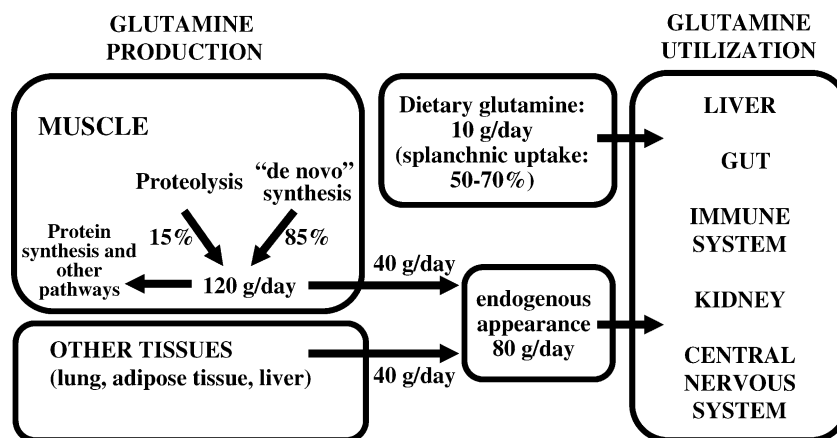 GLUTAMINE
PRODUCTION
GLUTAMINE
UTILIZATION
MUSCLE
Proteolysis
“de novo”
synthesis
15%
85%
Protein
synthesis and
other
pathways
120 g/day
40 g/day
OTHER TISSUES
(lung, adipose tissue, liver)
40 g/day
Dietary glutamine:
10 g/day
(splanchnic uptake:
50-70%)
endogenous
appearance
80 g/day
LIVER
GUT
IMMUNE
SYSTEM
KIDNEY
CENTRAL
NERVOUS
SYSTEM